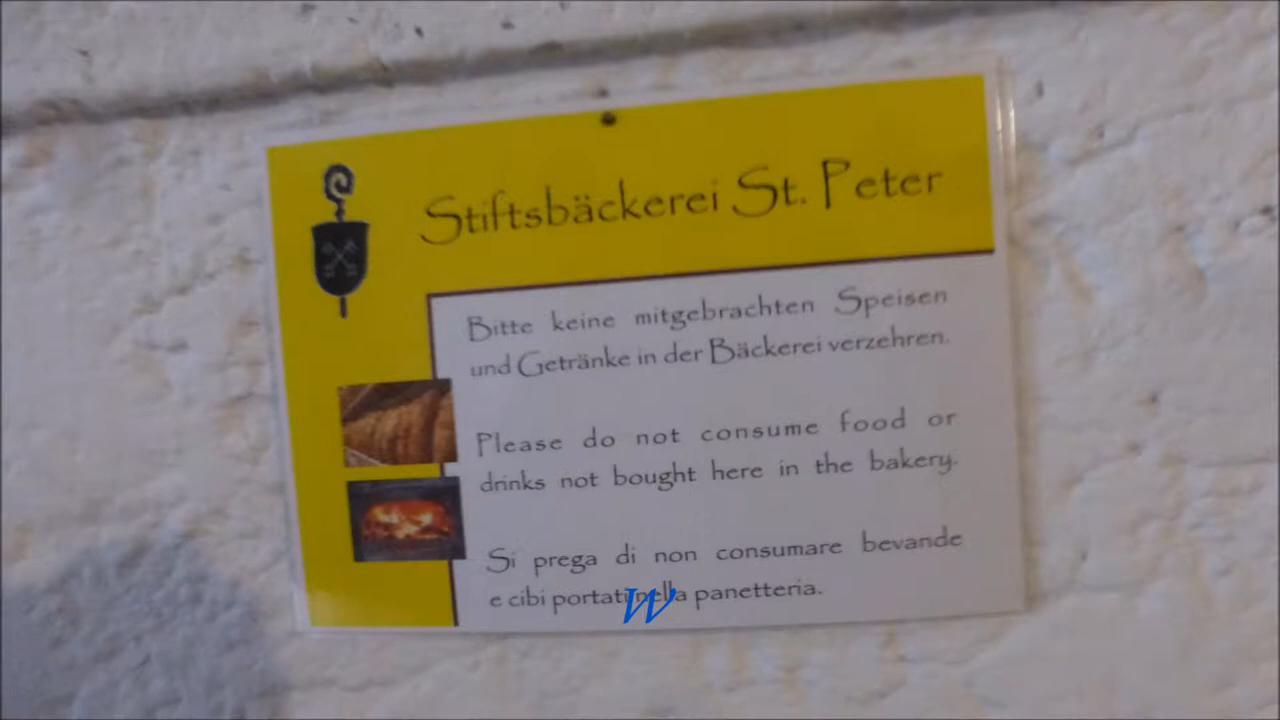 Stiftsbäckerei St. Peter
Bitte keine mitgebrachten Speisen
und Getränke in der Bäckerei verzehren.
Please do not consume food or
drinks not bought here in the bakery.
Si prega di non consumare bevande
e cibi portati nella panetteria.
W